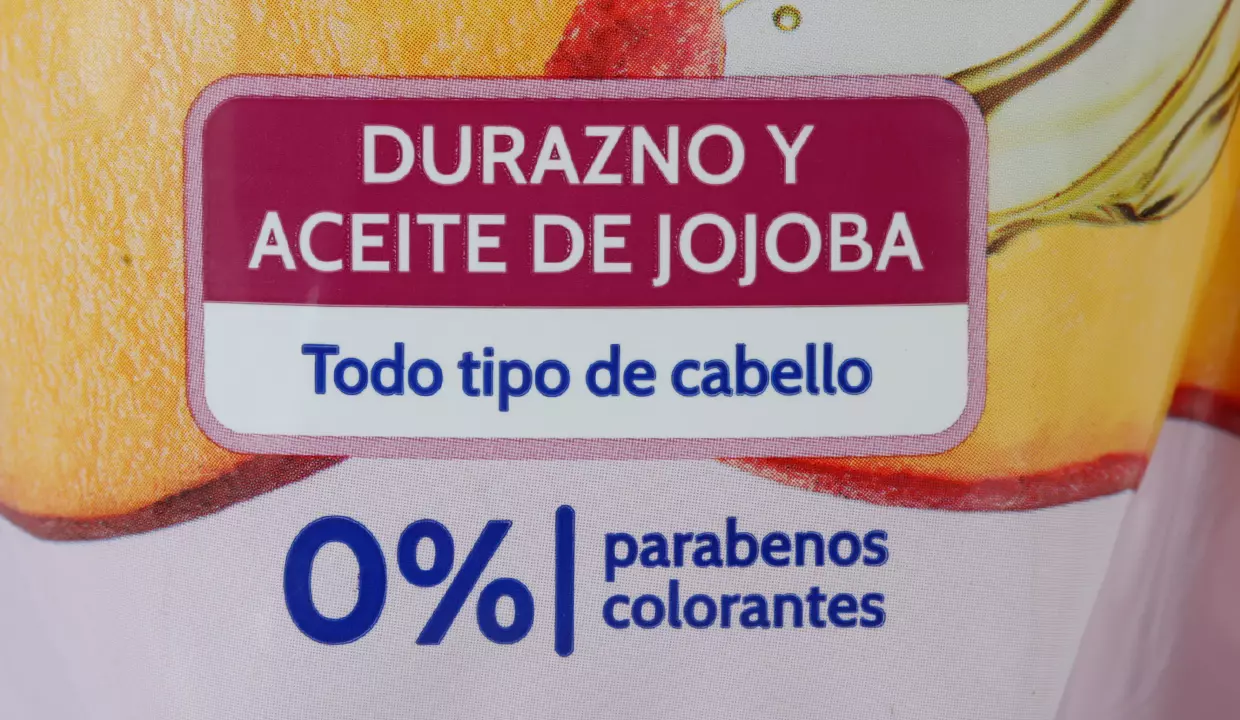 DURAZNO Y
ACEITE DE JOJOBA
Todo tipo de cabello
0% parabenos
colorantes